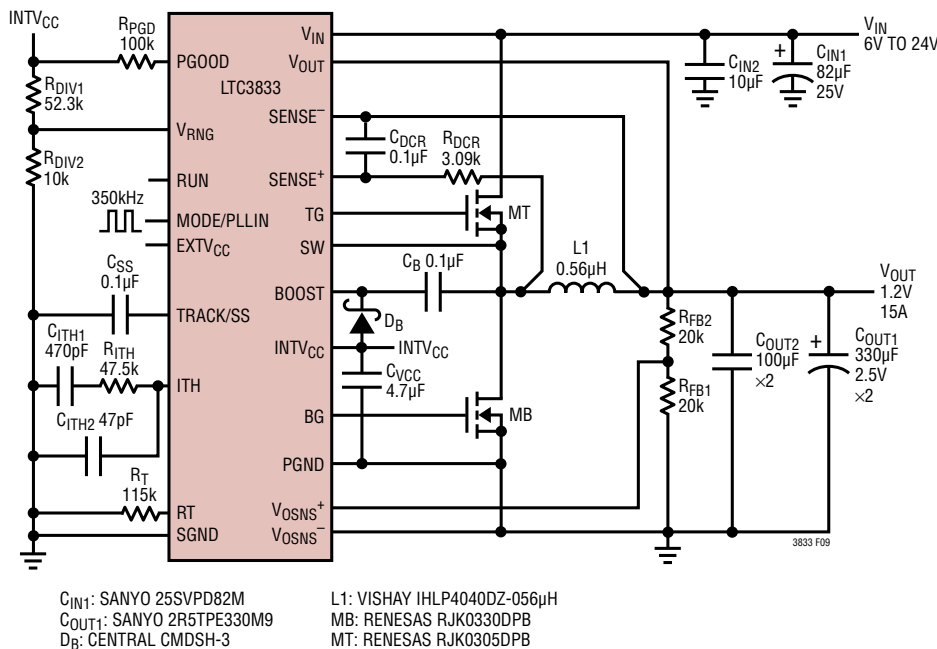 INTVCC
RPGD
100k
RDIV1
52.3k
RDIV2
10k
350kHz
CSS
0.1µF
CITH1
470pF
RITH
47.5k
CITH2 47pF
RT
115k
LTC3833
PGOOD
VRNG
RUN
MODE/PLLIN
EXTVCC
TRACK/SS
ITH
RT
SGND
VIN
VOUT
SENSE–
SENSE+
TG
SW
BOOST
INTVCC
BG
PGND
VOSNS+
VOSNS–
CDCR
0.1µF
RDCR
3.09k
MT
CB 0.1µF
DB
INTVCC
CVCC
4.7µF
MB
L1
0.56µH
RFB2
20k
RFB1
20k
CIN2
10µF
+
CIN1
82µF
25V
VIN
6V TO 24V
VOUT
1.2V
15A
COUT2
100µF
×2
+
COUT1
330µF
2.5V
×2
3833 F09
CIN1: SANYO 25SVPD82M
COUT1: SANYO 2R5TPE330M9
DB: CENTRAL CMDSH-3
L1: VISHAY IHLP4040DZ-056µH
MB: RENESAS RJK0330DPB
MT: RENESAS RJK0305DPB